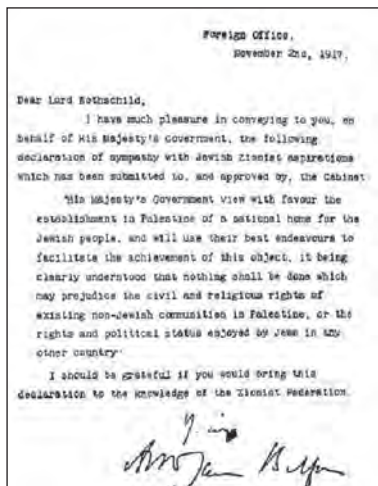 Foreign Office,
November 2nd, 1917.
Dear Lord Rothschild,
I have much pleasure in conveying to you, on
behalf of His Majesty's Government, the following
declaration of sympathy with Jewish Zionist aspirations
which has been submitted to, and approved by, the Cabinet
"His Majesty's Government view with favour the
establishment in Palestine of a national home for the
Jewish people, and will use their best endeavours to
facilitate the achievement of this object, it being
clearly understood that nothing shall be done which
may prejudice the civil and religious rights of
existing non-Jewish communities in Palestine, or the
rights and political status enjoyed by Jews in any
other country"
I should be grateful if you would bring this
declaration to the knowledge of the Zionist Federation.